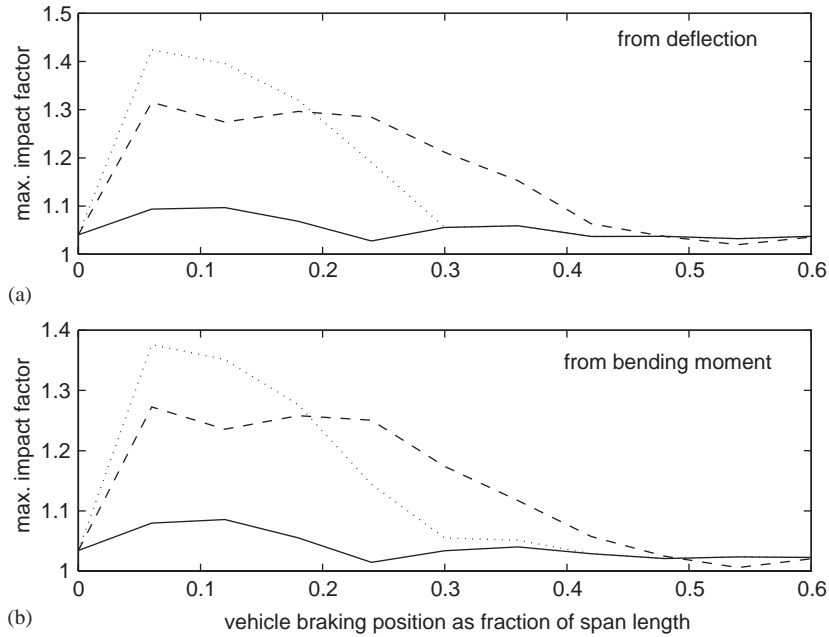 1.5
from deflection
1.4
1.3
1.2
1.1
1
max. impact factor
0 0.1 0.2 0.3 0.4 0.5 0.6
(a)
1.4
from bending moment
1.3
1.2
1.1
1
max. impact factor
0 0.1 0.2 0.3 0.4 0.5 0.6
(b)
vehicle braking position as fraction of span length